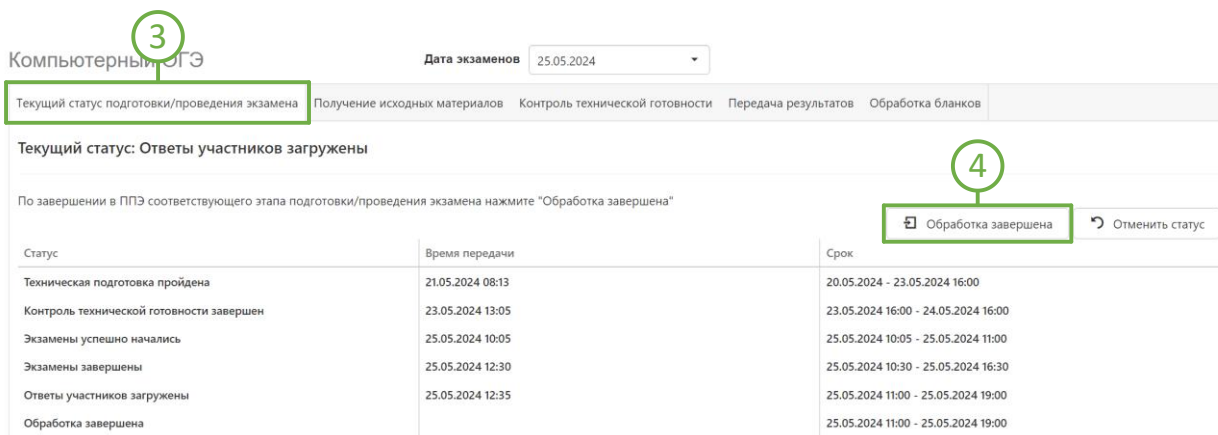 3
Компьютерный ОГЭ
Дата экзаменов 25.05.2024
Текущий статус подготовки/проведения экзамена Получение исходных материалов Контроль технической готовности Передача результатов Обработка бланков
Текущий статус: Ответы участников загружены
4
По завершении в ППЭ соответствующего этапа подготовки/проведения экзамена нажмите "Обработка завершена"
Обработка завершена Отменить статус
Статус Время передачи Срок
Техническая подготовка пройдена 21.05.2024 08:13 20.05.2024 - 23.05.2024 16:00
Контроль технической готовности завершен 23.05.2024 13:05 23.05.2024 16:00 - 24.05.2024 16:00
Экзамены успешно начались 25.05.2024 10:05 25.05.2024 10:05 - 25.05.2024 11:00
Экзамены завершены 25.05.2024 12:30 25.05.2024 10:30 - 25.05.2024 16:30
Ответы участников загружены 25.05.2024 12:35 25.05.2024 11:00 - 25.05.2024 19:00
Обработка завершена 25.05.2024 11:00 - 25.05.2024 19:00